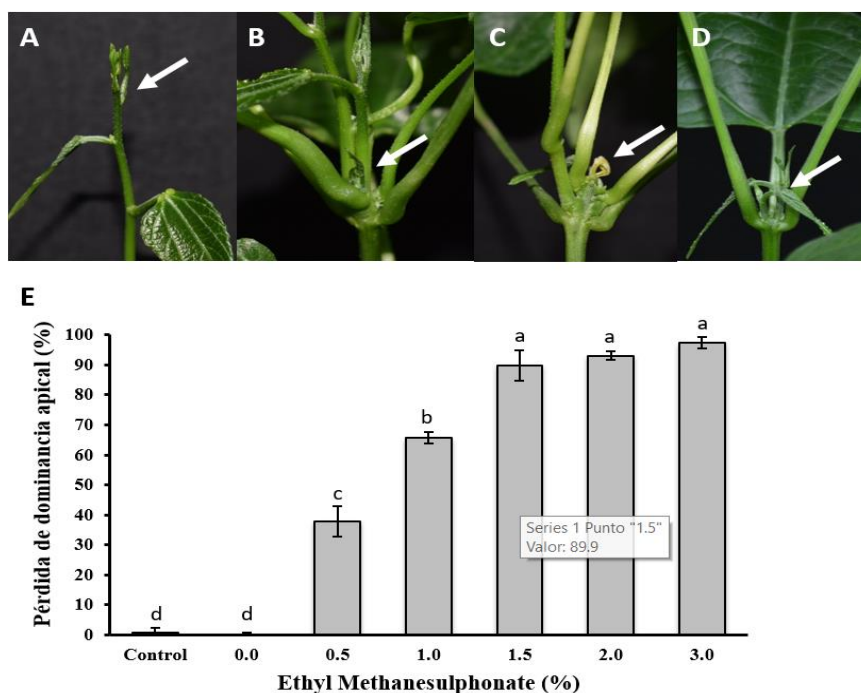 A
B
C
D
E
Pérdida de dominancia apical (%)
100
90
80
70
60
50
40
30
20
10
0
d
d
c
b
a
a
a
Series 1 Punto "1.5"
Valor: 89.9
Control 0.0 0.5 1.0 1.5 2.0 3.0
Ethyl Methanesulphonate (%)